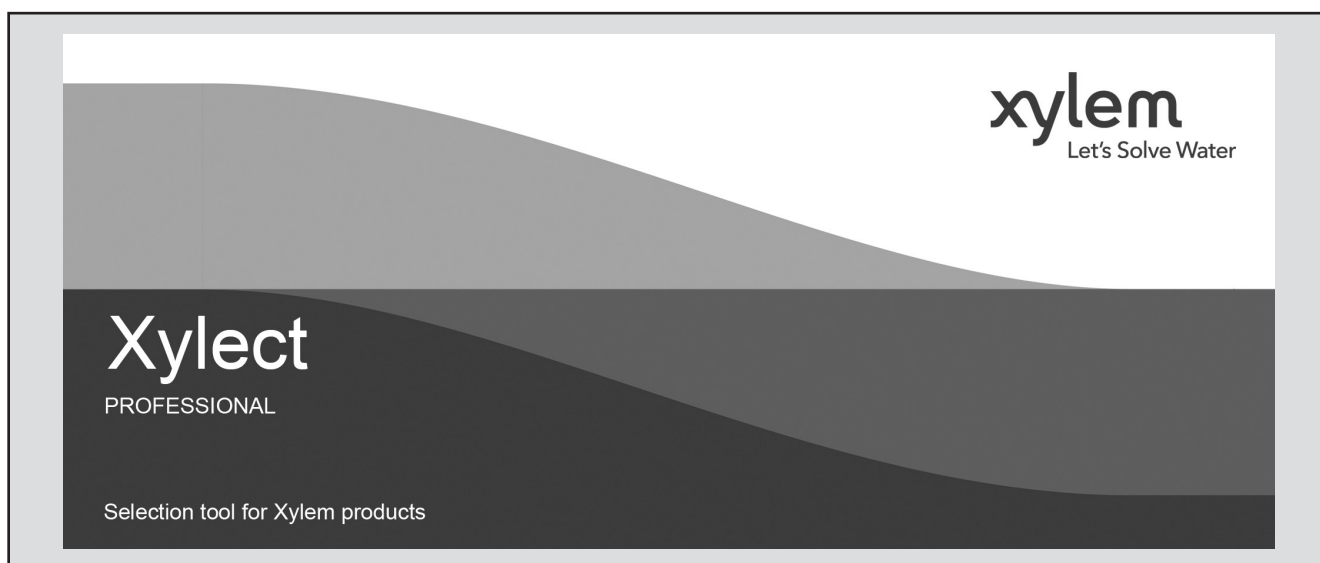 xylem
Let's Solve Water
Xylect
PROFESSIONAL
Selection tool for Xylem products